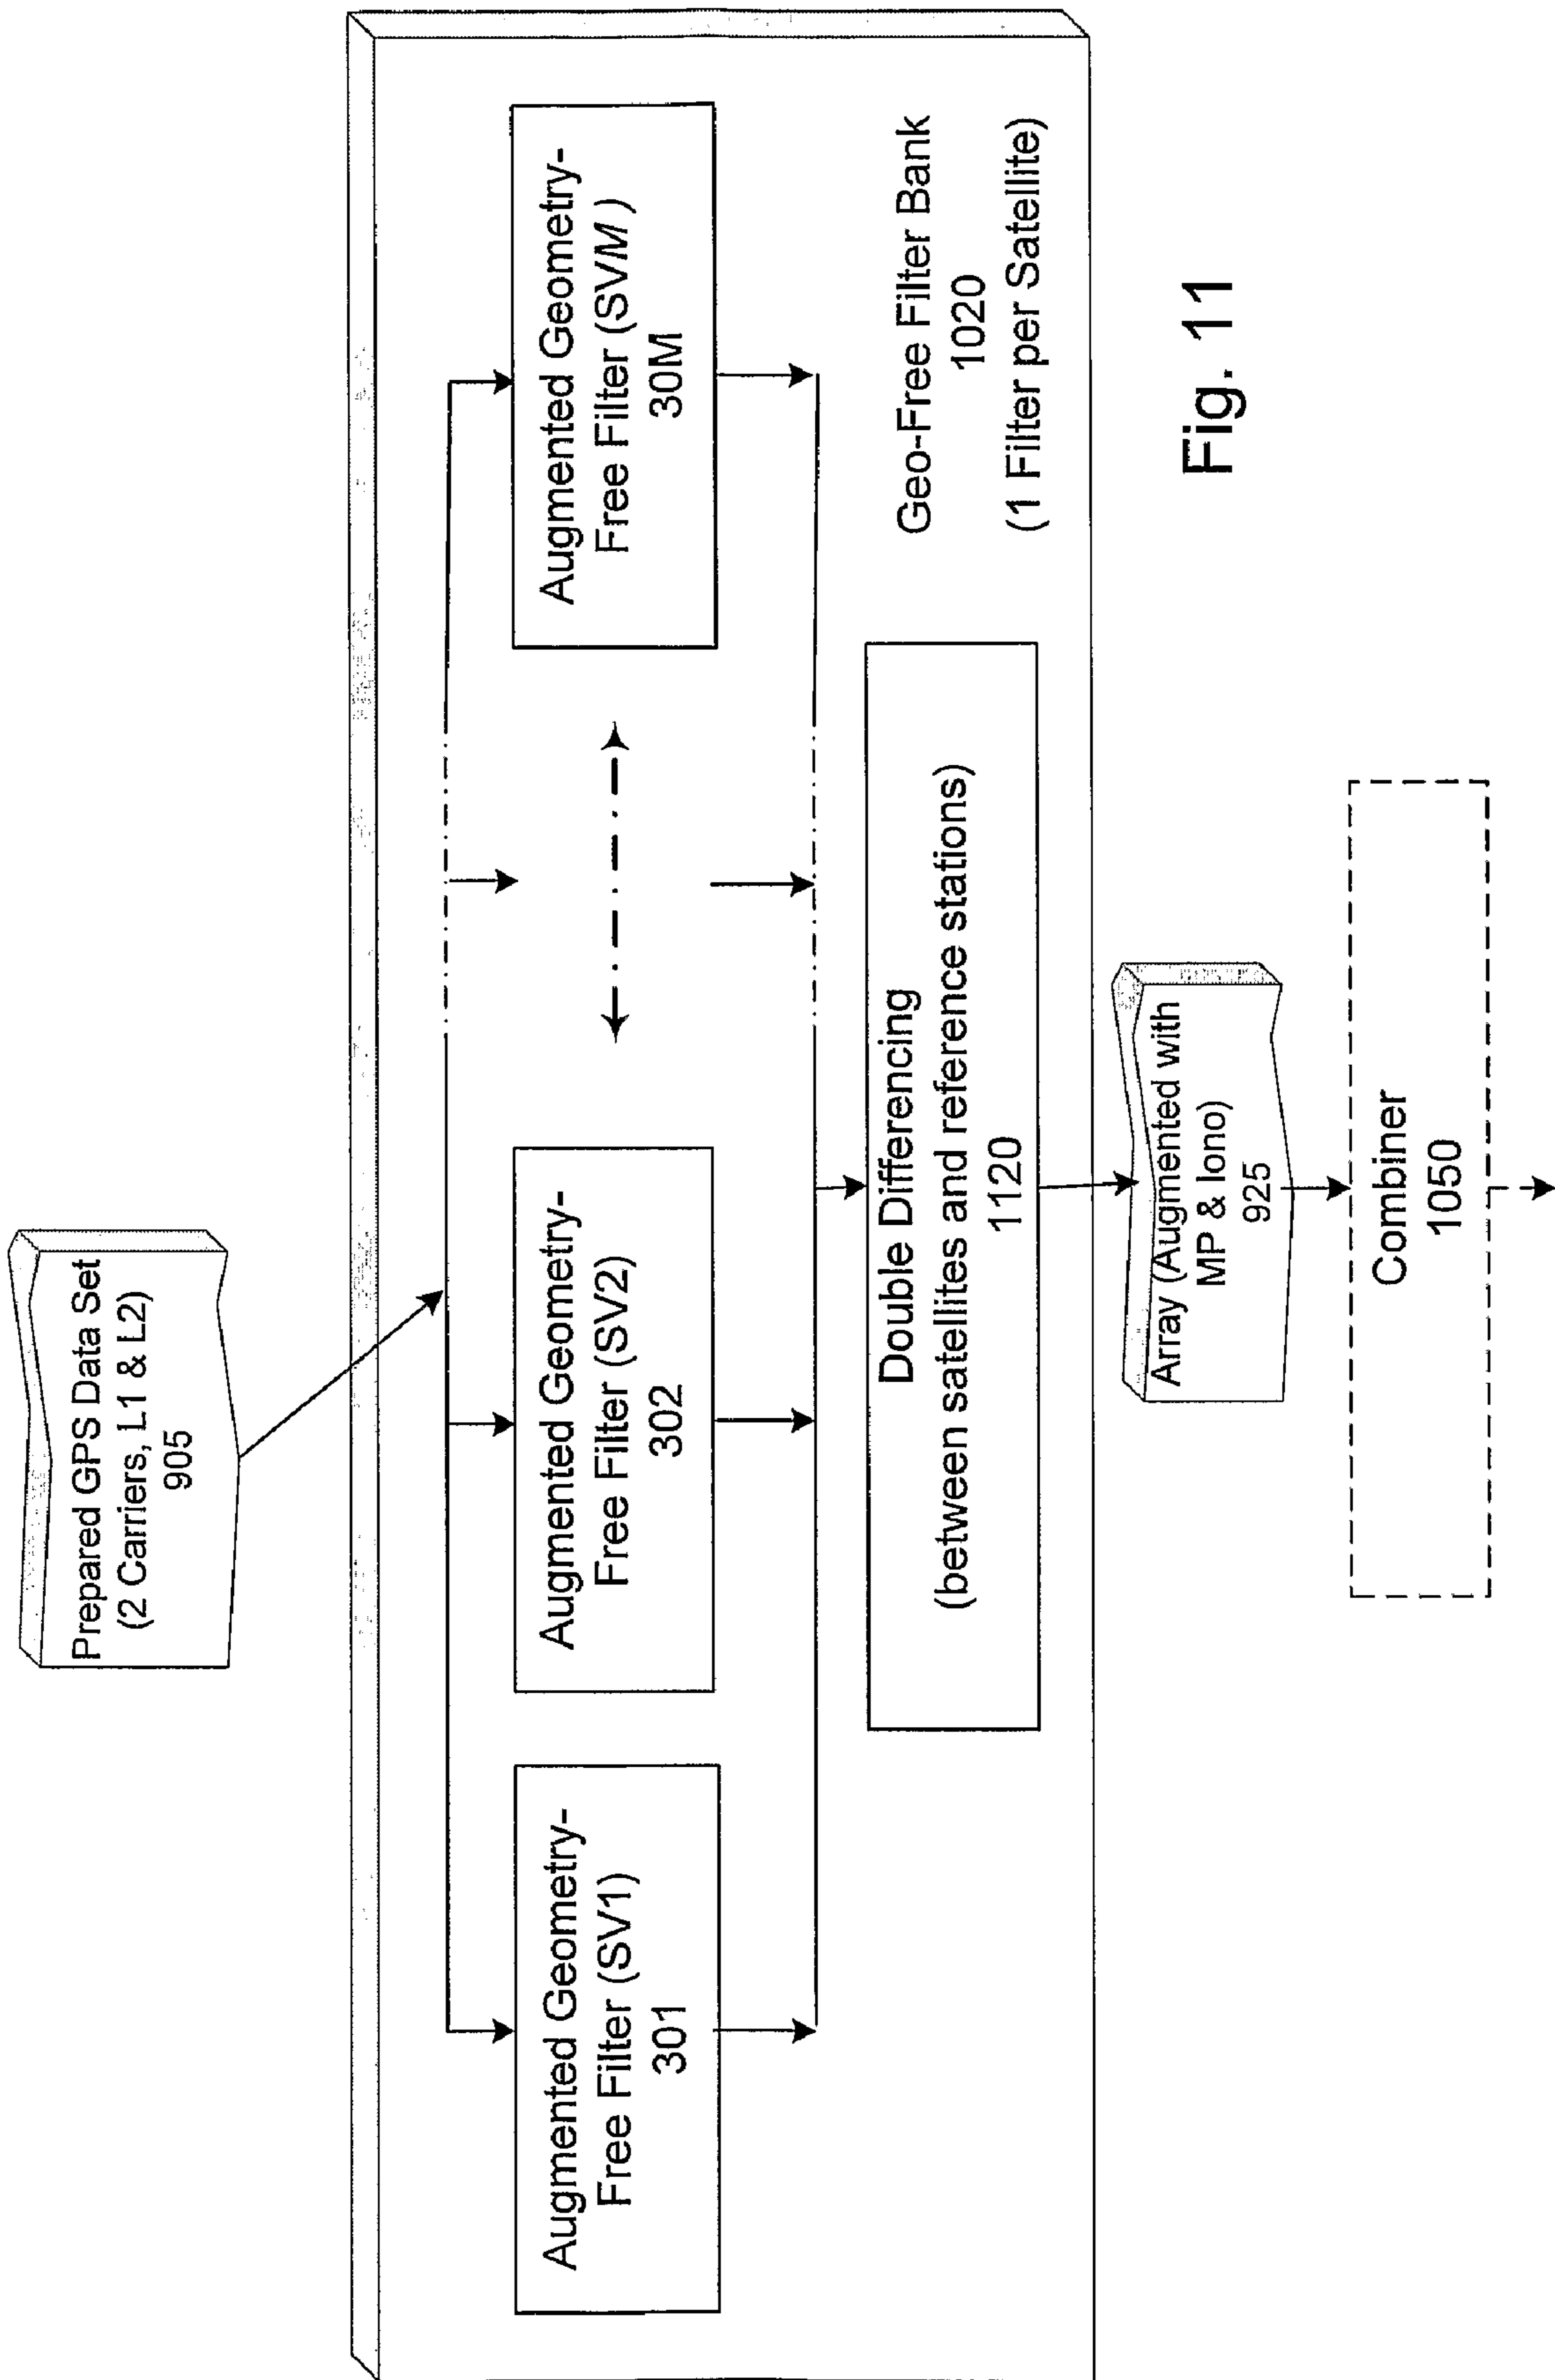 Prepared GPS Data Set
(2 Carriers, L1 & L2)
905
Augmented Geometry-
Free Filter (SV1)
301
Augmented Geometry-
Free Filter (SV2)
302
Augmented Geometry-
Free Filter (SVM)
30M
Double Differencing
(between satellites and reference stations)
1120
Geo-Free Filter Bank
1020
(1 Filter per Satellite)
Array (Augmented with
MP & Iono)
925
Combiner
1050
Fig. 11